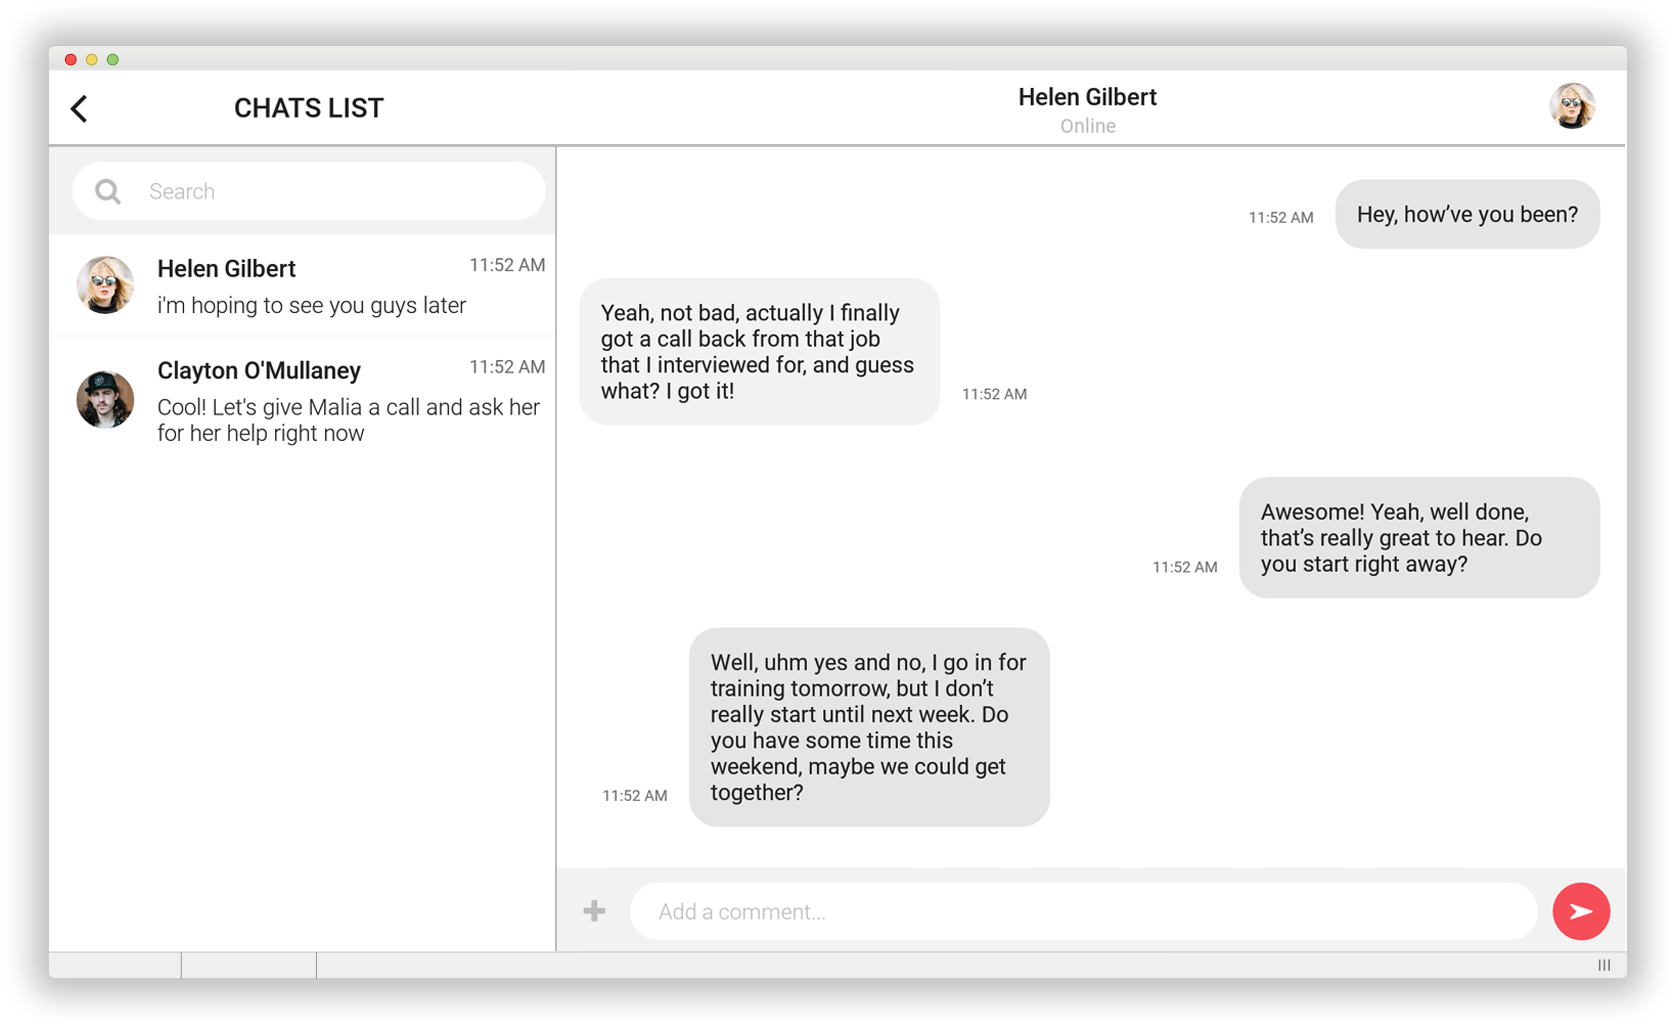 CHATS LIST
Helen Gilbert
Online
Search
Helen Gilbert
11:52 AM
i'm hoping to see you guys later
Clayton O'Mullaney
11:52 AM
Cool! Let's give Malia a call and ask her
for her help right now
11:52 AM
Hey, how’ve you been?
Yeah, not bad, actually I finally
got a call back from that job
that I interviewed for, and guess
what? I got it!
11:52 AM
Awesome! Yeah, well done,
that’s really great to hear. Do
you start right away?
11:52 AM
Well, uhm yes and no, I go in for
training tomorrow, but I don’t
really start until next week. Do
you have some time this
weekend, maybe we could get
together?
11:52 AM
Add a comment...